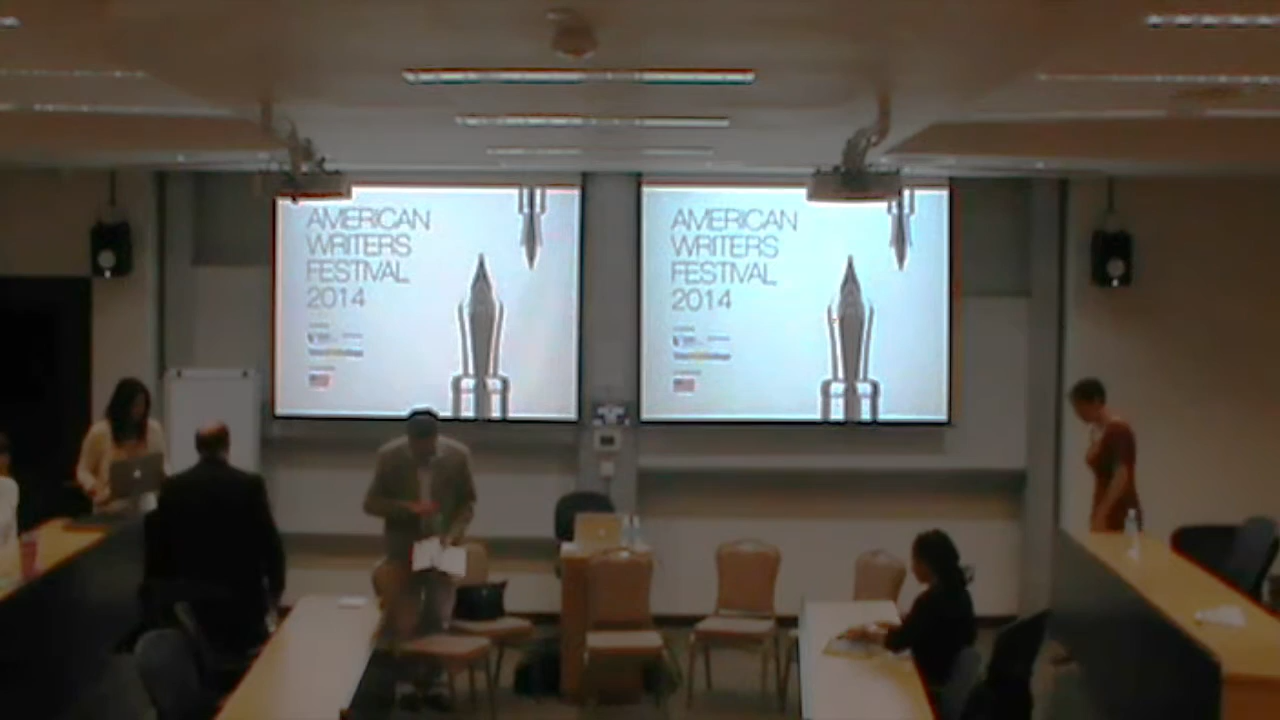 AMERICAN
WRITERS
FESTIVAL
2014
AMERICAN
WRITERS
FESTIVAL
2014